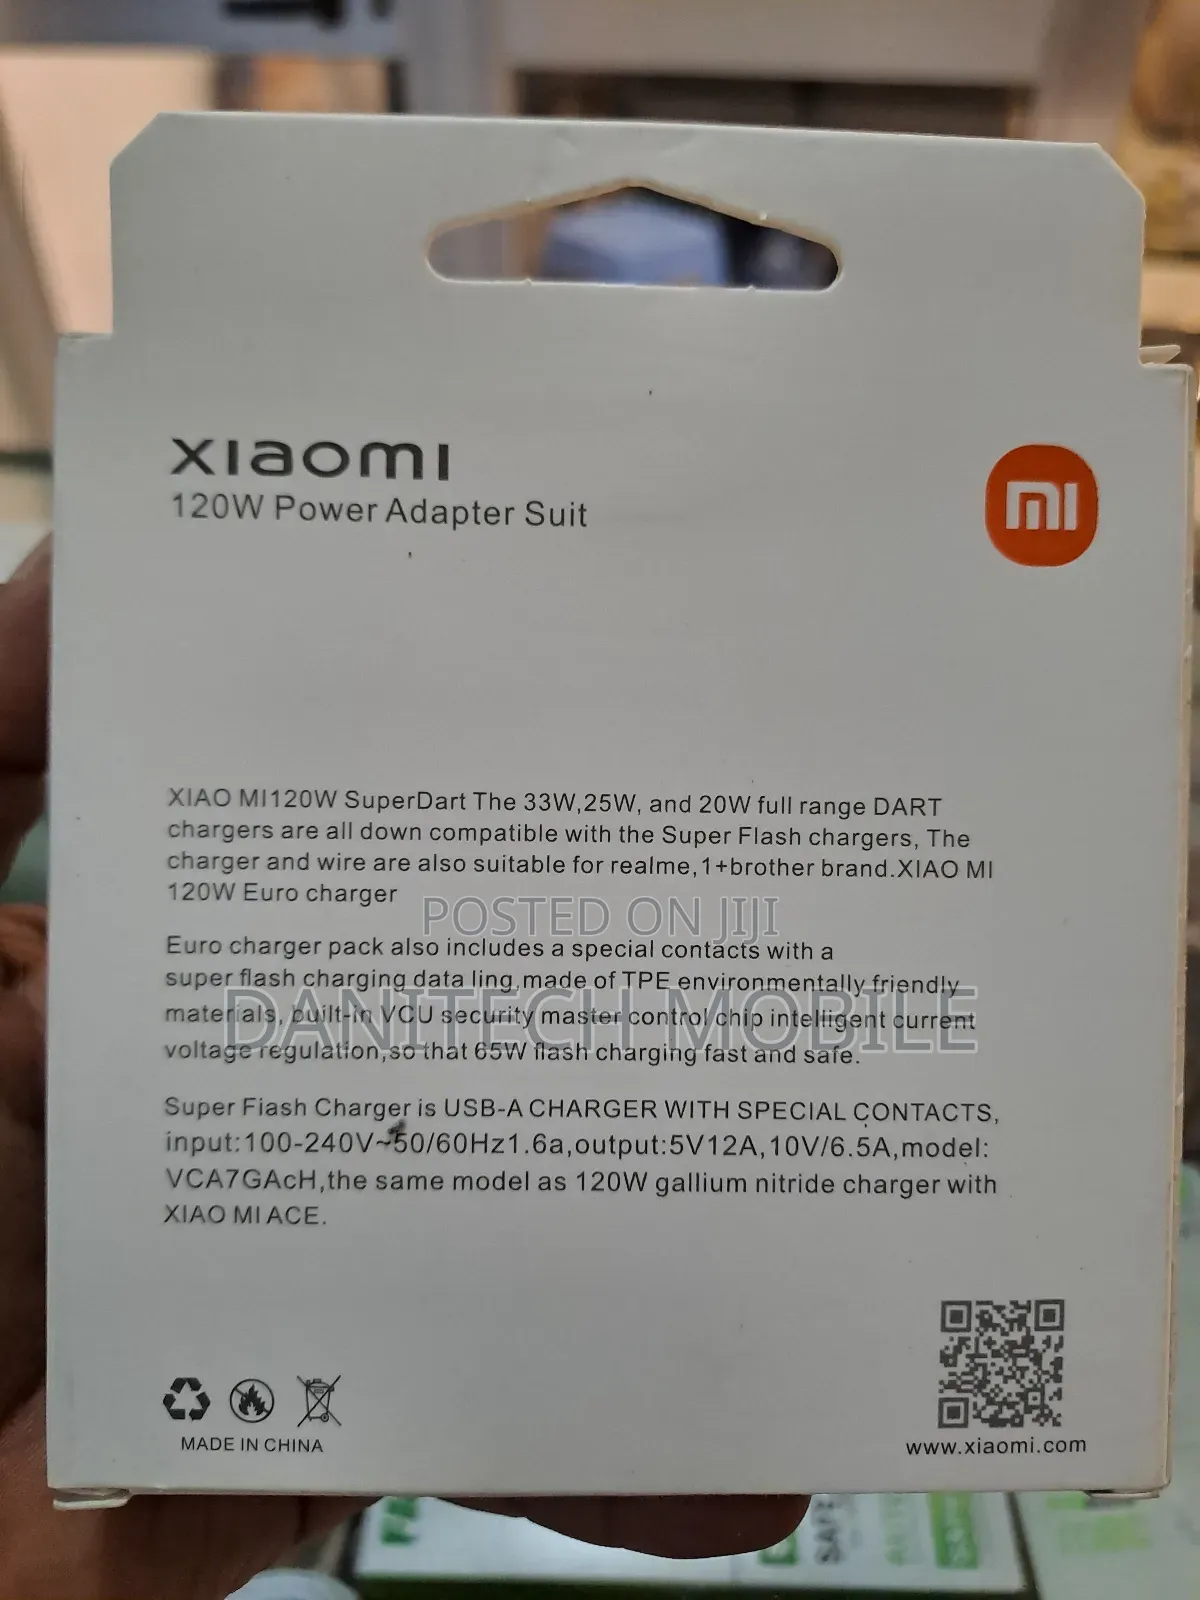 xiaomi
120W Power Adapter Suit
mi
XIAO MI120W SuperDart The 33W,25W, and 20W full range DART
chargers are all down compatible with the Super Flash chargers, The
charger and wire are also suitable for realme,1+brother brand.XIAO MI
120W Euro charger
POSTED ON JIJI
Euro charger pack also includes a special contacts with a
super flash charging data ling,made of TPE environmentally friendly
DANITECH MOBILE
materials, built-in VCU security master control chip intelligent current
voltage regulation,so that 65W flash charging fast and safe.
Super Fiash Charger is USB-A CHARGER WITH SPECIAL CONTACTS,
input:100-240V~50/60Hz1.6a,output:5V12A,10V/6.5A,model:
VCA7GAcH,the same model as 120W gallium nitride charger with
XIAO MI ACE.
MADE IN CHINA
www.xiaomi.com
SAFE